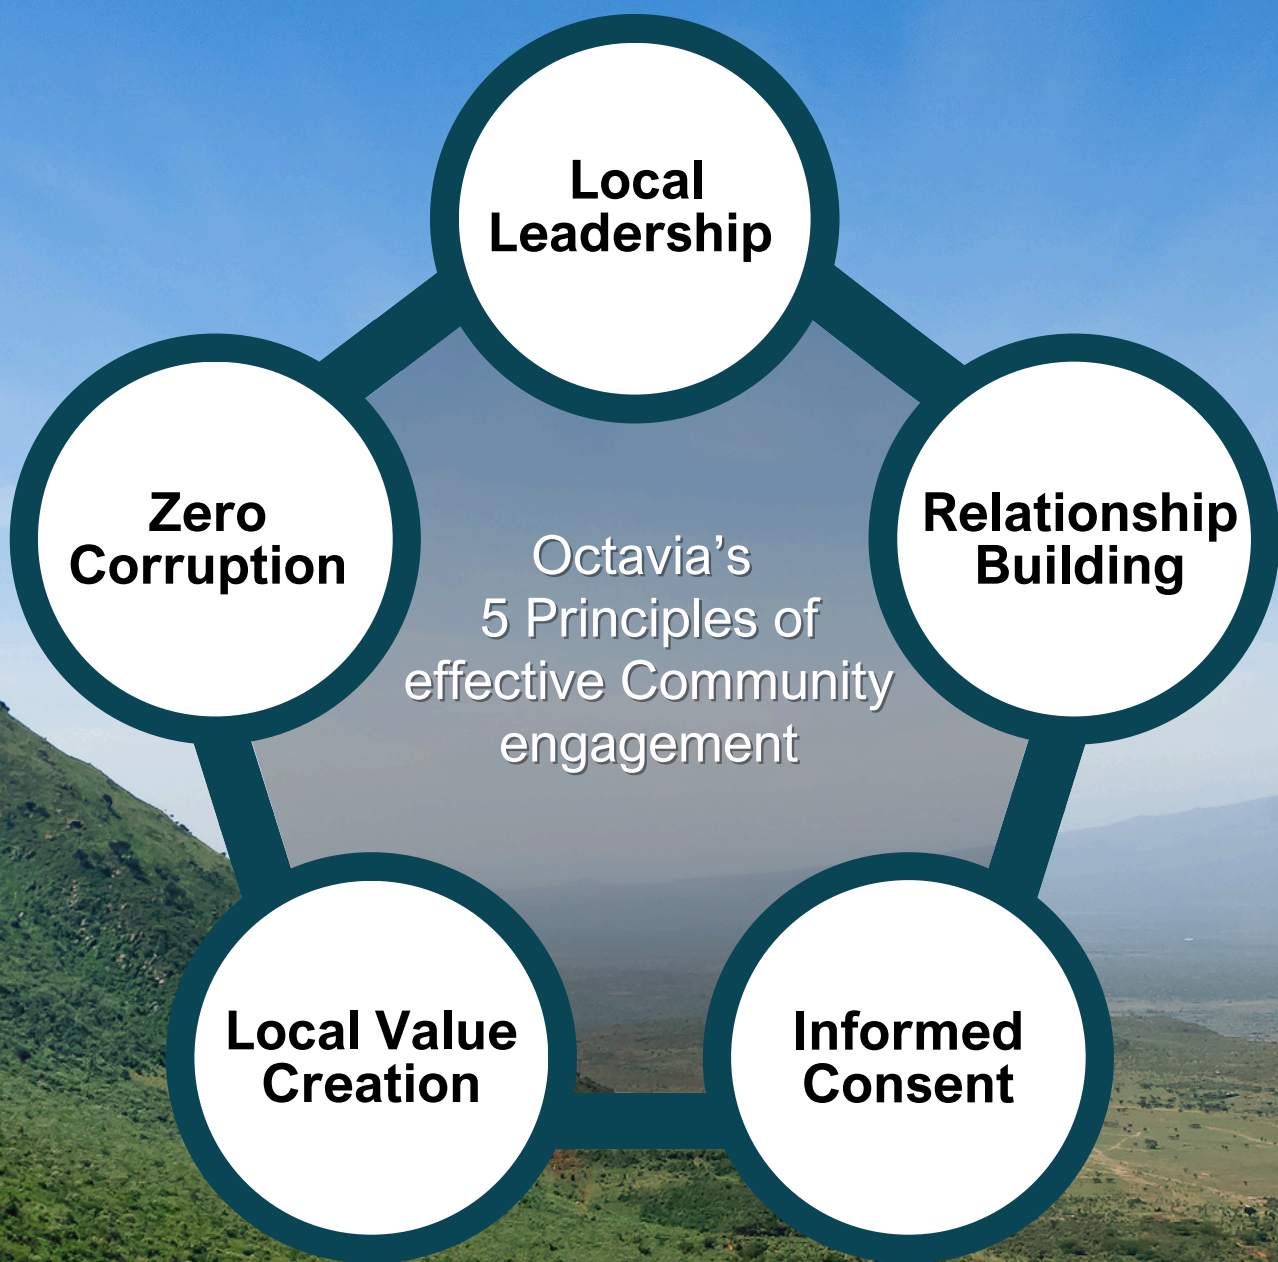 Local
Leadership
Zero
Corruption
Relationship
Building
Octavia’s
5 Principles of
effective Community
engagement
Local Value
Creation
Informed
Consent